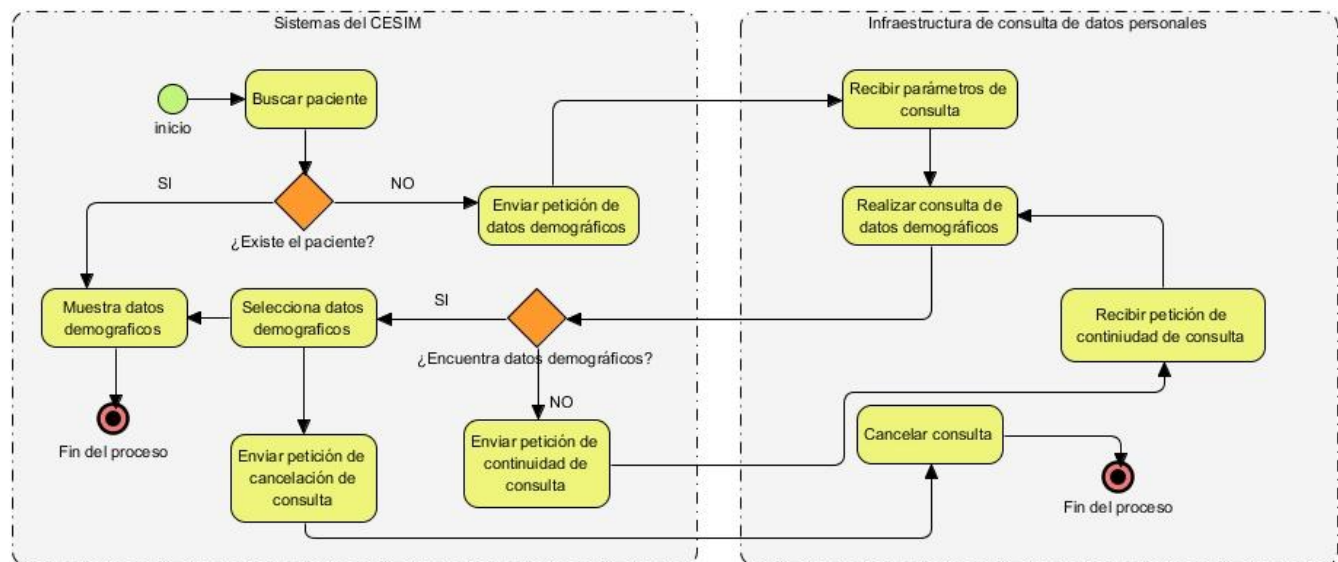 Sistemas del CESIM
Infraestructura de consulta de datos personales
Buscar paciente
inicio
Recibir parámetros de
consulta
SI
NO
Enviar petición de
datos demográficos
Realizar consulta de
datos demográficos
¿Existe el paciente?
Muestra datos
demograficos
Selecciona datos
demograficos
SI
¿Encuentra datos demográficos?
Recibir petición de
continiudad de consulta
NO
Fin del proceso
Enviar petición de
cancelación de
consulta
Enviar petición de
continuidad de
consulta
Cancelar consulta
Fin del proceso